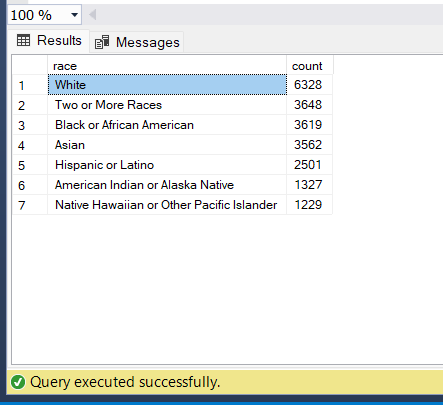 100 %
Results Messages
race count
1 White 6328
2 Two or More Races 3648
3 Black or African American 3619
4 Asian 3562
5 Hispanic or Latino 2501
6 American Indian or Alaska Native 1327
7 Native Hawaiian or Other Pacific Islander 1229
Query executed successfully.